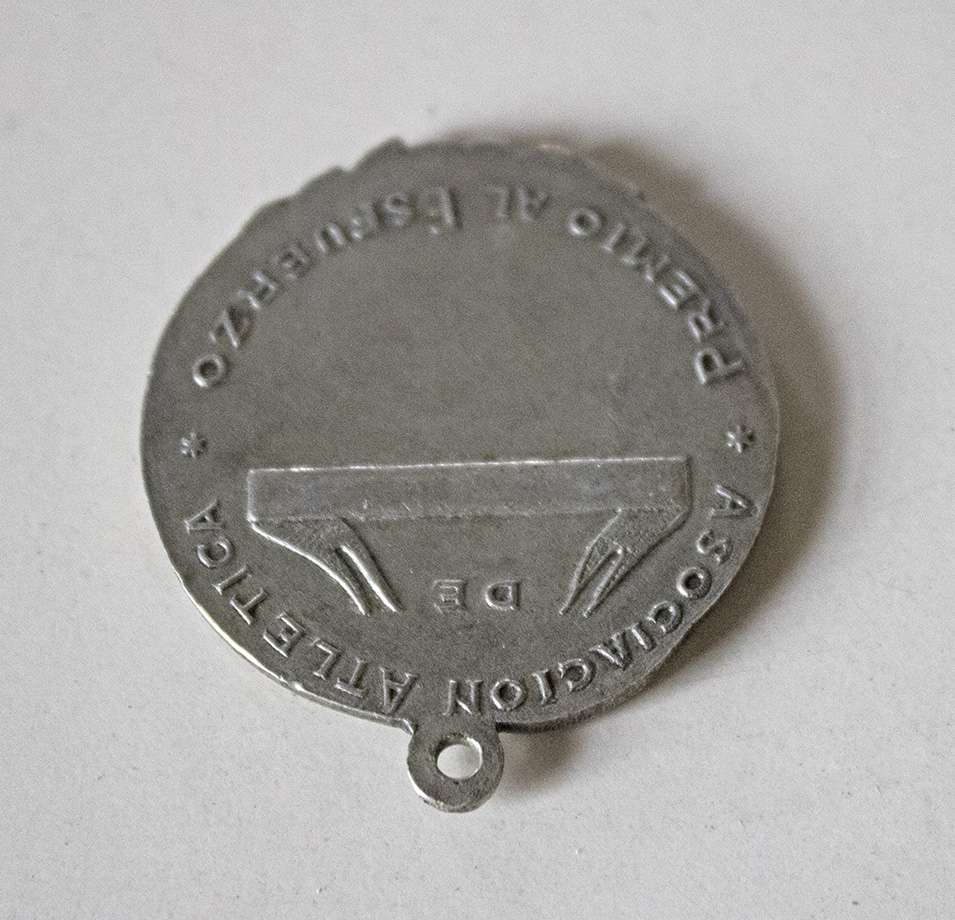 ASOCIACION ATLETICA
DE
* PREMIO AL ESFUERZO *